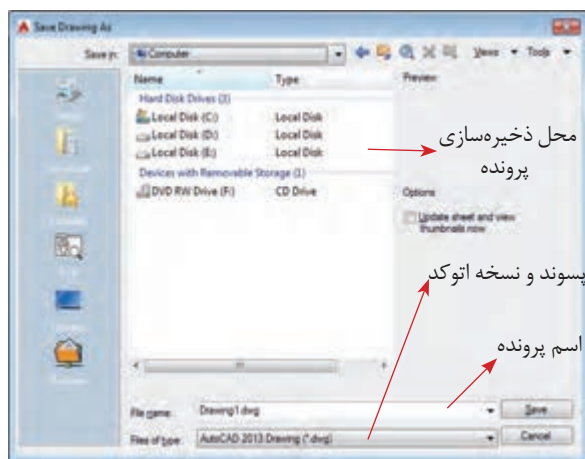 Save Drawing As
Save in: Computer Views Tools
Name Type Preview
Hard Disk Drives (3)
Local Disk (C:) Local Disk
Local Disk (D:) Local Disk
Local Disk (E:) Local Disk
Devices with Removable Storage (1)
DVD RW Drive (F:) CD Drive
محل ذخیره‌سازی
پرونده
Options
Update sheet and view
thumbnails now
پسوند و نسخه اتوکد
اسم پرونده
File name: Drawing1.dwg Save
Files of type: AutoCAD 2013 Drawing (*.dwg) Cancel